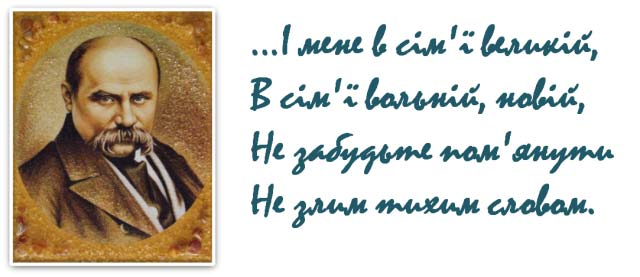 ...І мене в сім'ї великій,
В сім'ї вольній, новій,
Не забудьте пом'янути
Не злим тихим словом.